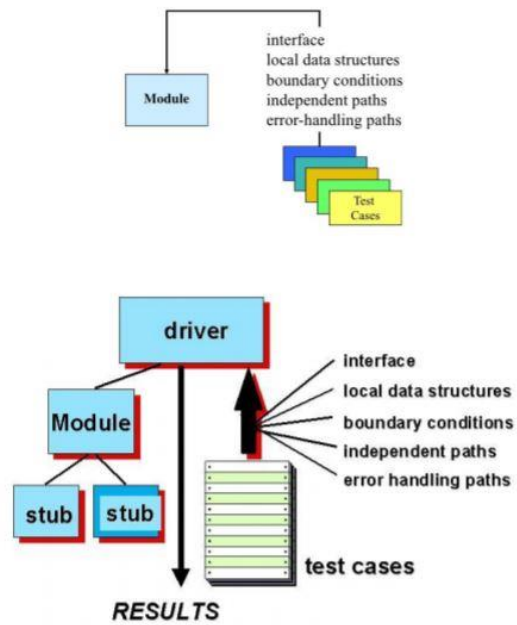 interface
local data structures
boundary conditions
independent paths
error-handling paths
Module
Test
Cases
driver
interface
local data structures
Module
boundary conditions
independent paths
error handling paths
stub
stub
test cases
RESULTS